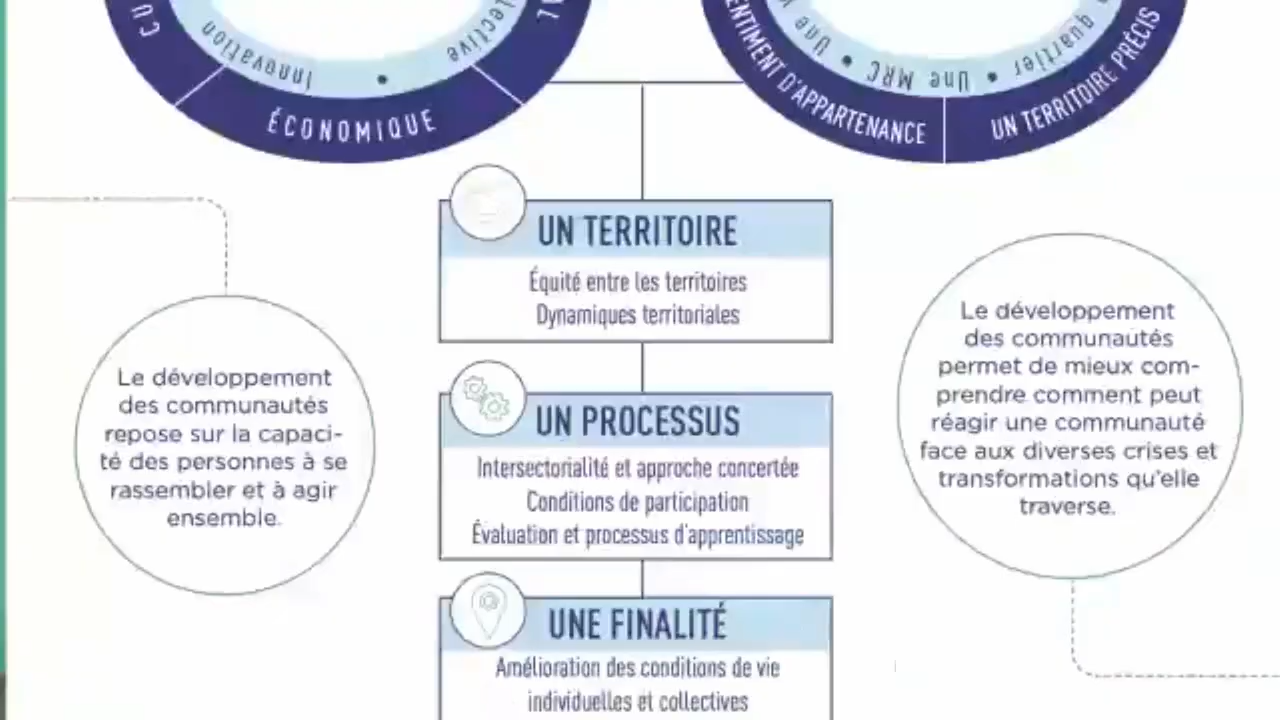 Innovation
ÉCONOMIQUE
Une MRC
quartier
SENTIMENT D'APPARTENANCE
UN TERRITOIRE PRÉCIS
UN TERRITOIRE
Équité entre les territoires
Dynamiques territoriales
Le développement
des communautés
repose sur la capaci-
té des personnes à se
rassembler et à agir
ensemble.
UN PROCESSUS
Intersectorialité et approche concertée
Conditions de participation
Évaluation et processus d'apprentissage
Le développement
des communautés
permet de mieux com-
prendre comment peut
réagir une communauté
face aux diverses crises et
transformations qu'elle
traverse.
UNE FINALITÉ
Amélioration des conditions de vie
individuelles et collectives